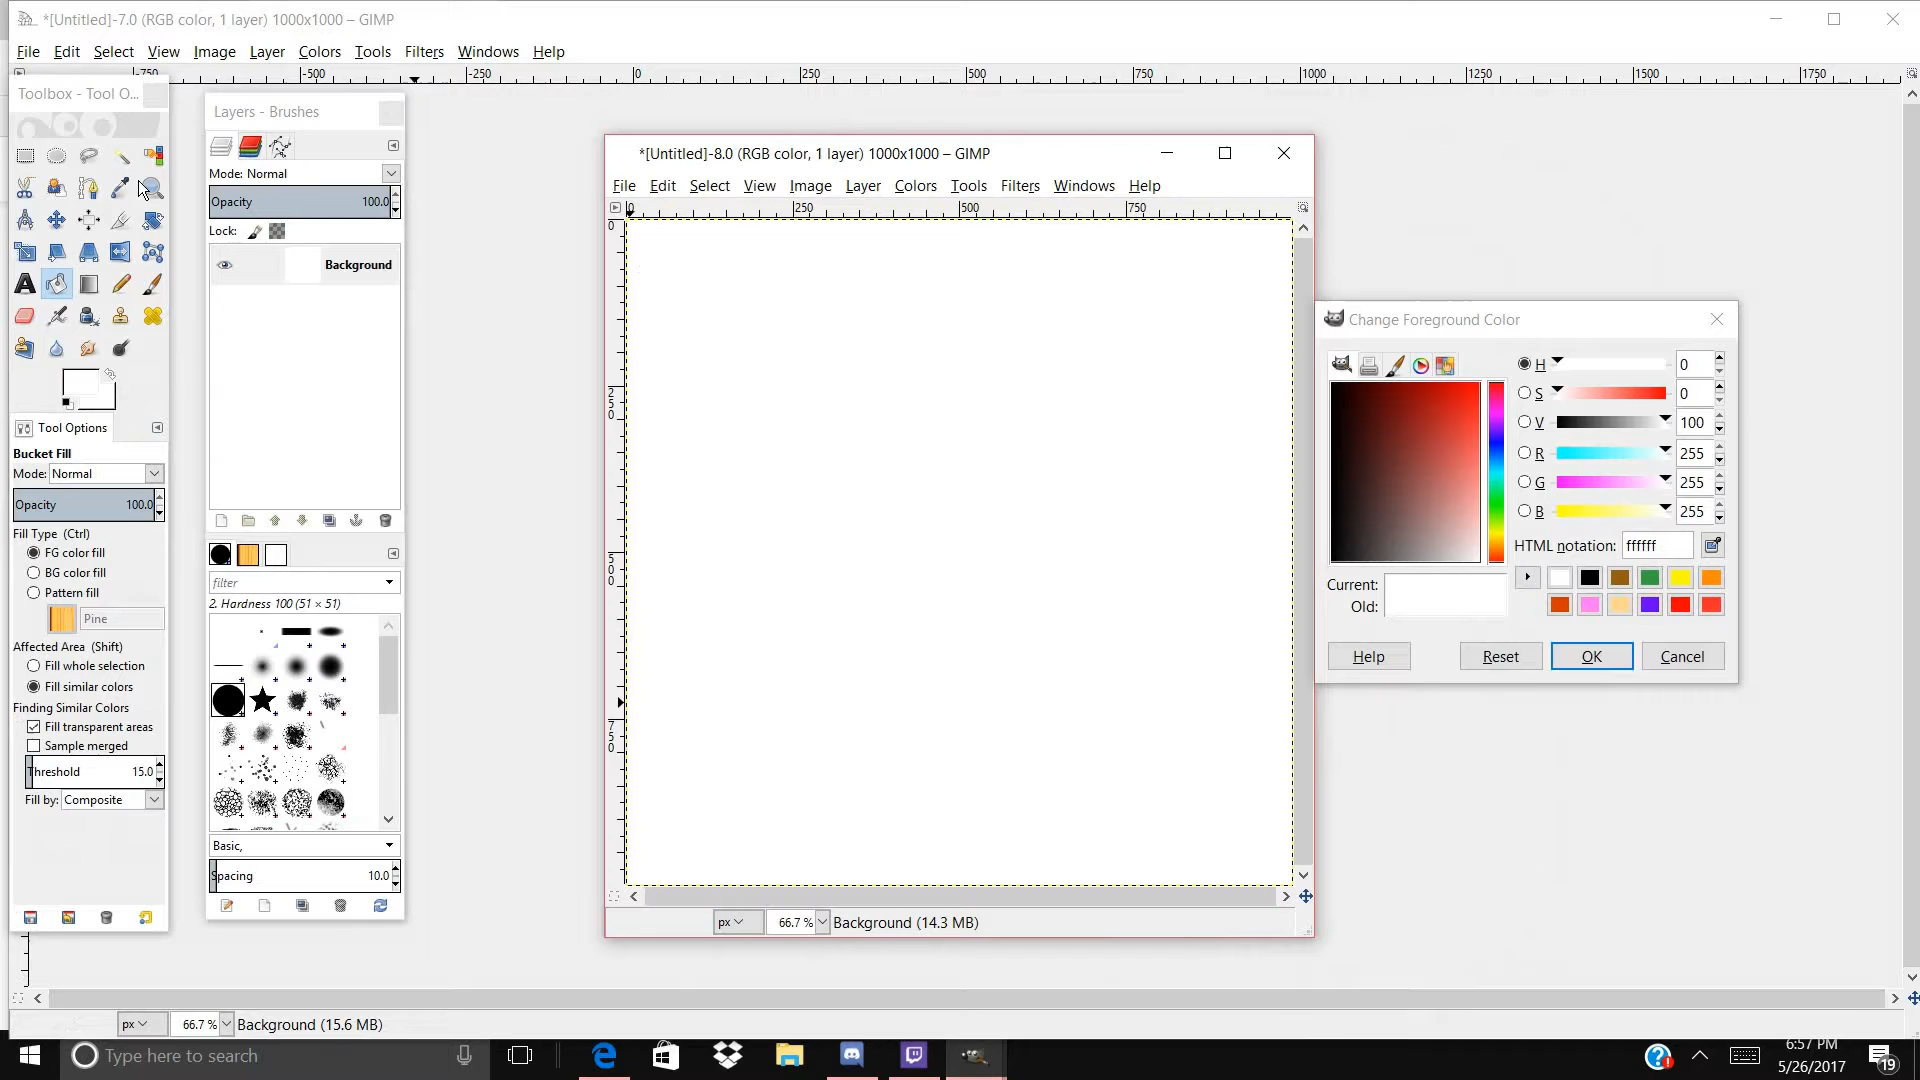 *[Untitled]-7.0 (RGB color, 1 layer) 1000x1000 – GIMP
File Edit Select View Image Layer Colors Tools Filters Windows Help
-750 -500 -250 0 250 500 750 1000 1250 1500 1750
Toolbox - Tool O...
Tool Options
Bucket Fill
Mode: Normal
Opacity 100.0
Fill Type (Ctrl)
FG color fill
BG color fill
Pattern fill
Pine
Affected Area (Shift)
Fill whole selection
Fill similar colors
Finding Similar Colors
Fill transparent areas
Sample merged
Threshold 15.0
Fill by: Composite
Layers - Brushes
Mode: Normal
Opacity 100.0
Lock:
Background
filter
2. Hardness 100 (51 × 51)
Basic,
Spacing 10.0
*[Untitled]-8.0 (RGB color, 1 layer) 1000x1000 – GIMP
File Edit Select View Image Layer Colors Tools Filters Windows Help
0 250 500 750
0
250
500
750
px 66.7 % Background (14.3 MB)
Change Foreground Color
H 0
S 0
V 100
R 255
G 255
B 255
HTML notation: ffffff
Current:
Old:
Help Reset OK Cancel
px 66.7 % Background (15.6 MB)
Type here to search
6:57 PM
5/26/2017
19